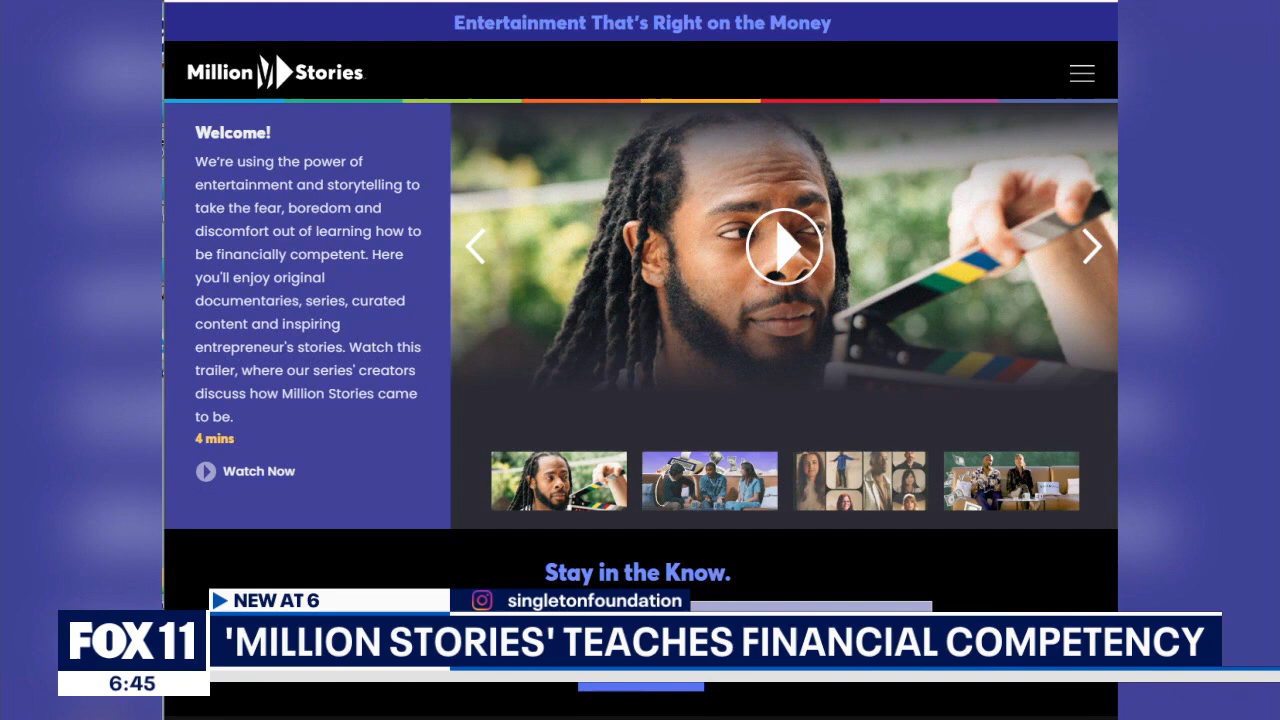 Entertainment That's Right on the Money
Million Stories
Welcome!
We're using the power of
entertainment and storytelling to
take the fear, boredom and
discomfort out of learning how to
be financially competent. Here
you'll enjoy original
documentaries, series, curated
content and inspiring
entrepreneur's stories. Watch this
trailer, where our series' creators
discuss how Million Stories came
to be.
4 mins
Watch Now
Stay in the Know.
NEW AT 6
singletonfoundation
FOX 11
'MILLION STORIES' TEACHES FINANCIAL COMPETENCY
6:45